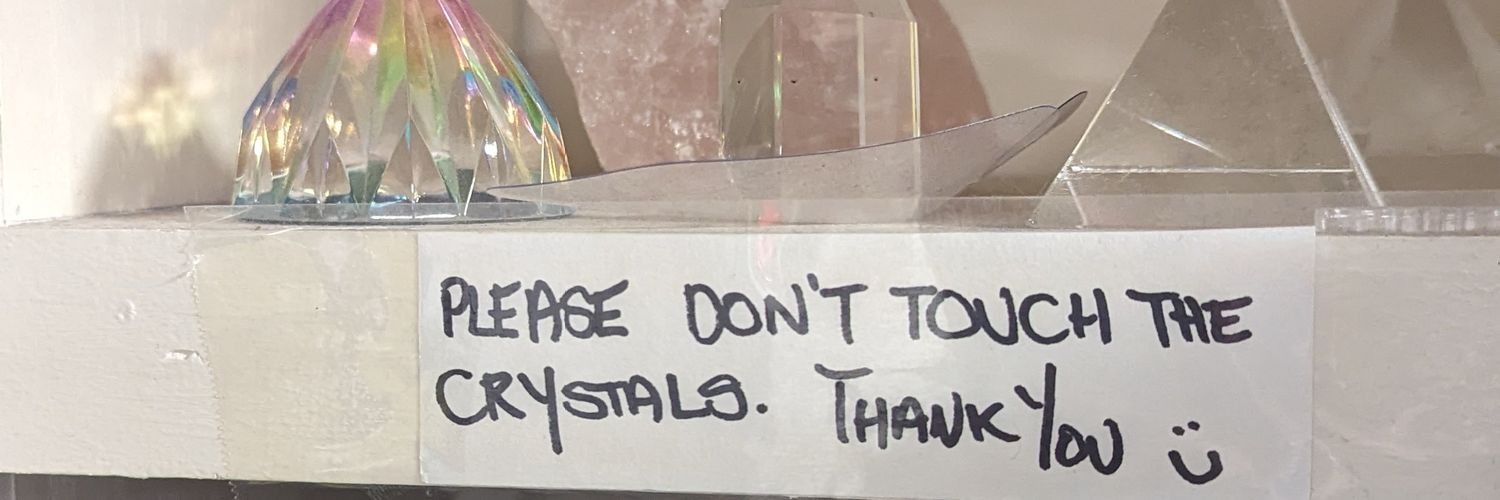 PLEASE DON'T TOUCH THE
CRYSTALS. THANK YOU :)